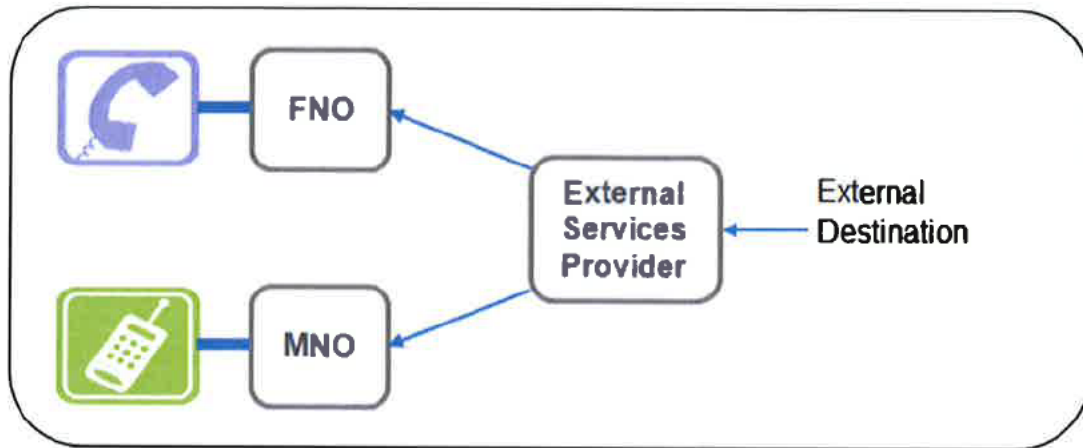 FNO
External
Services
Provider
External
Destination
MNO